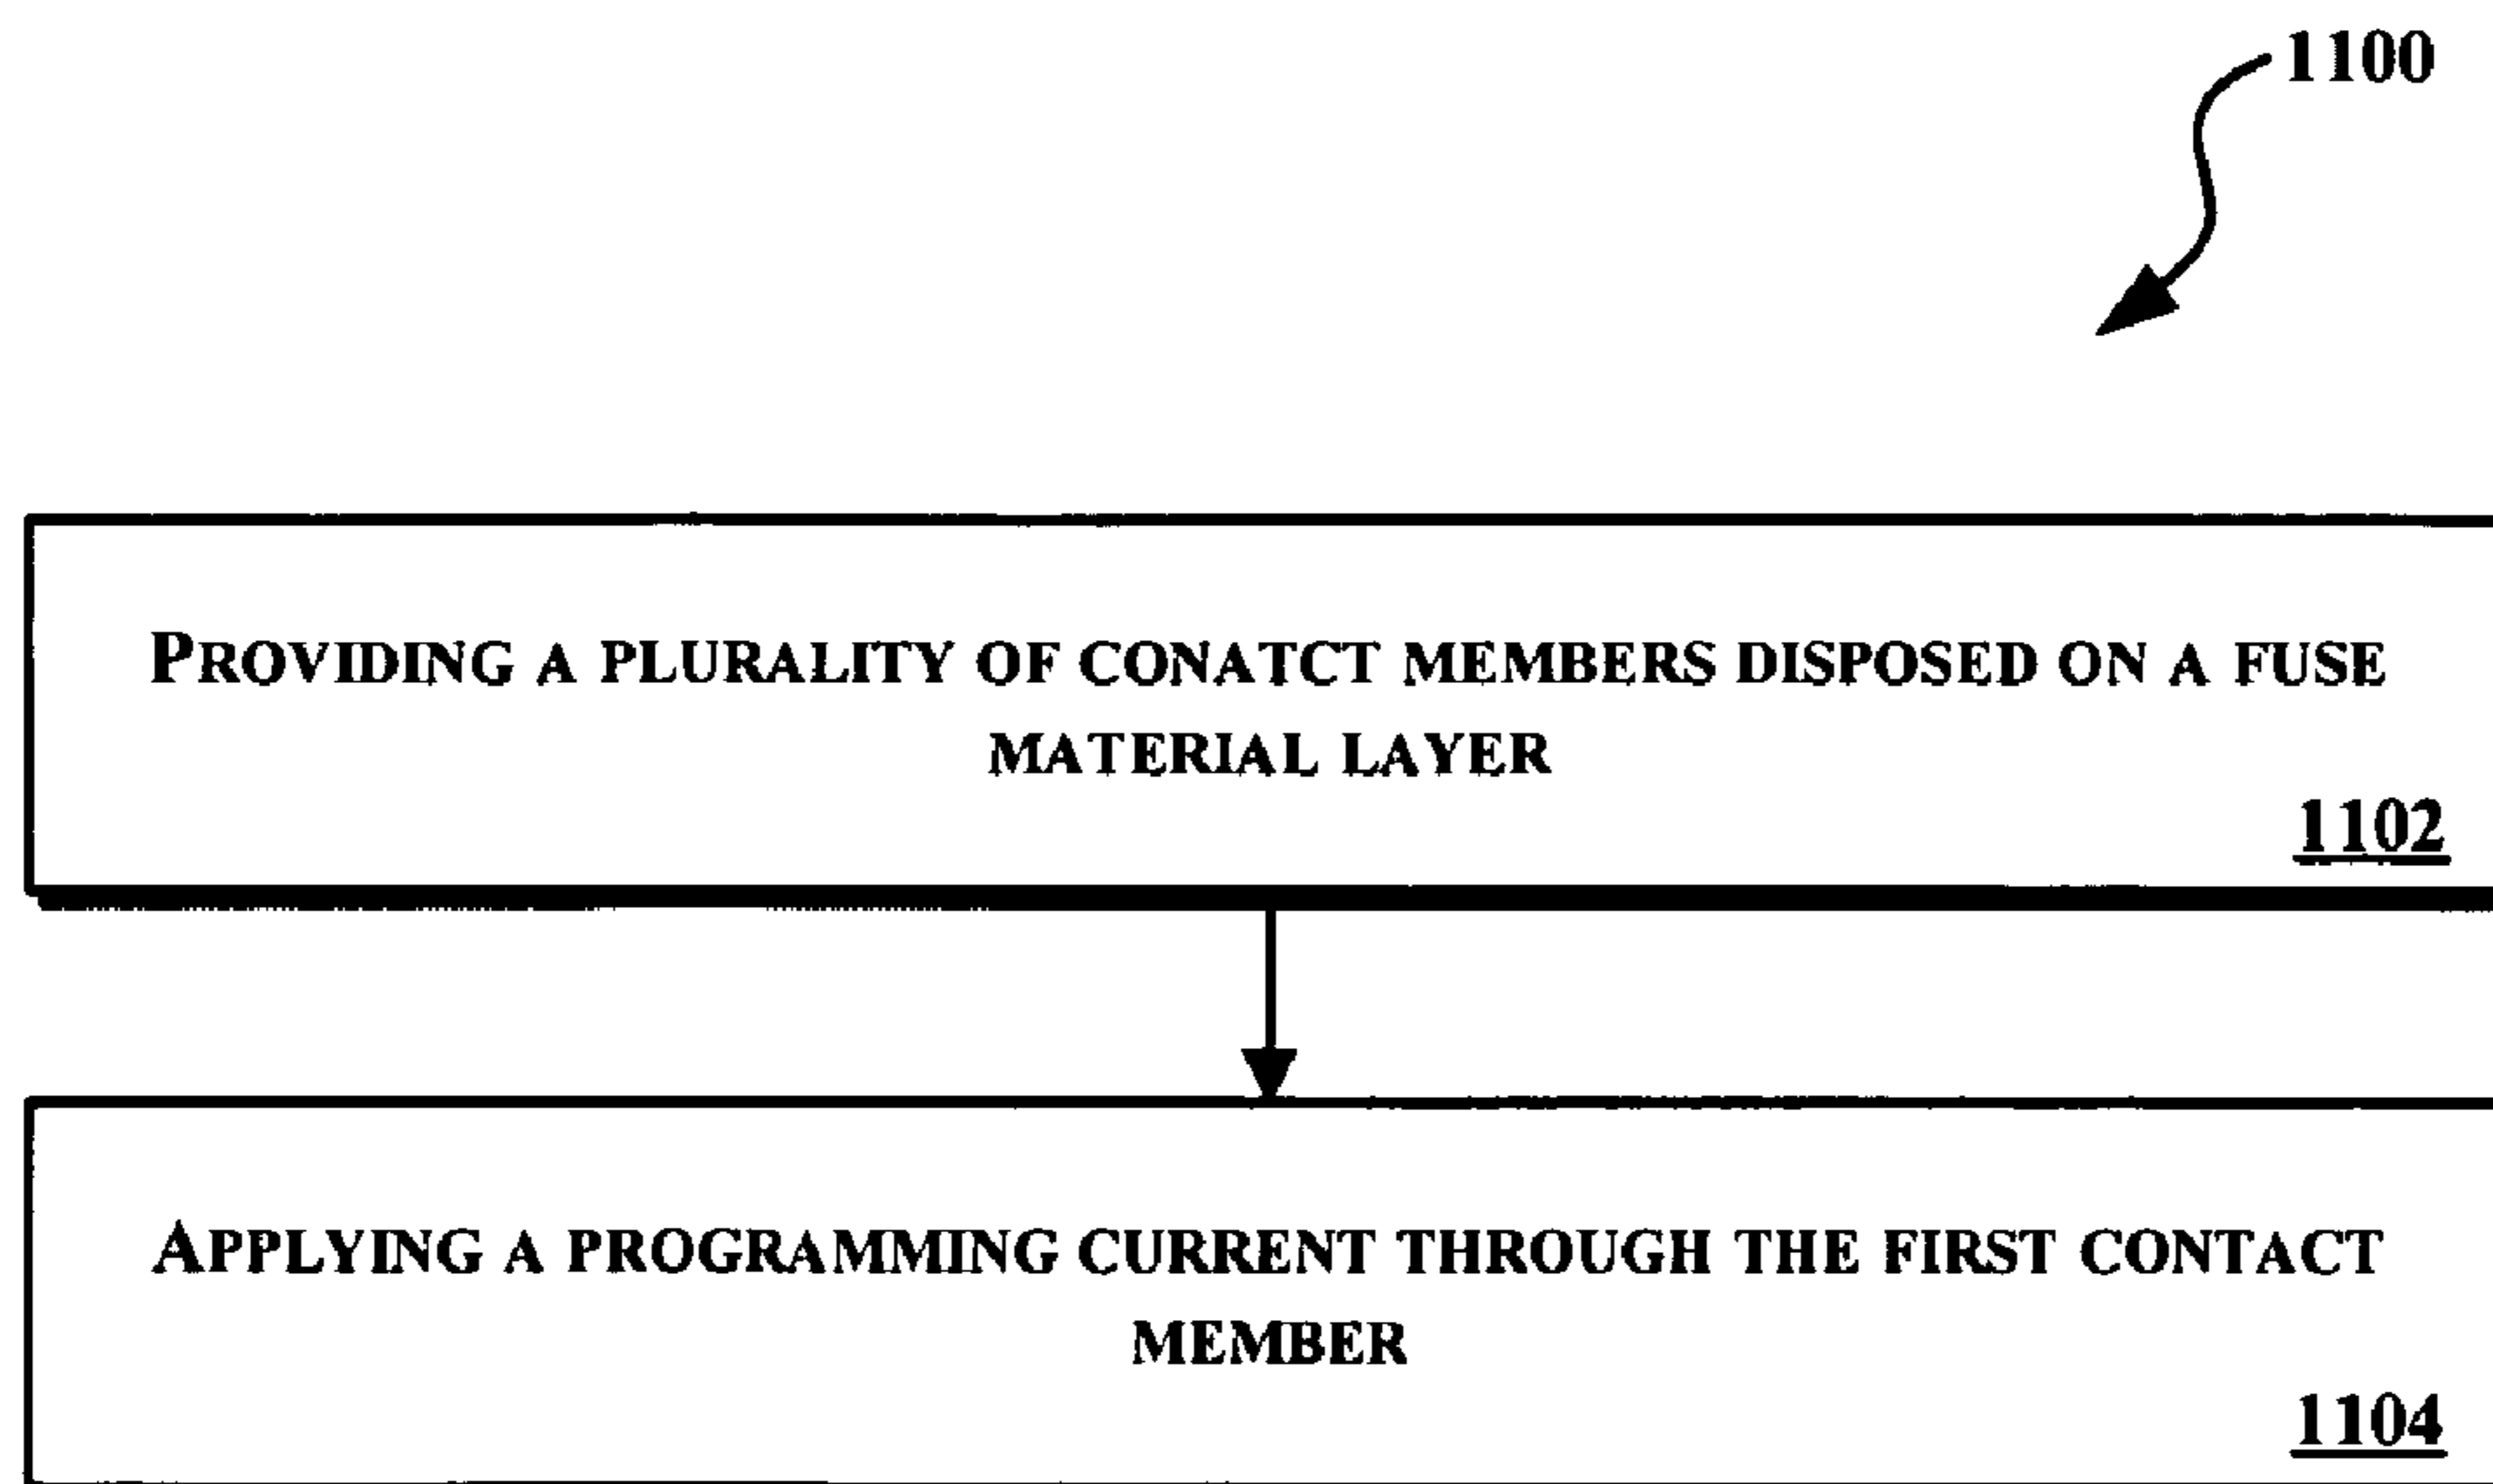 1100
PROVIDING A PLURALITY OF CONATCT MEMBERS DISPOSED ON A FUSE
MATERIAL LAYER
1102
APPLYING A PROGRAMMING CURRENT THROUGH THE FIRST CONTACT
MEMBER
1104